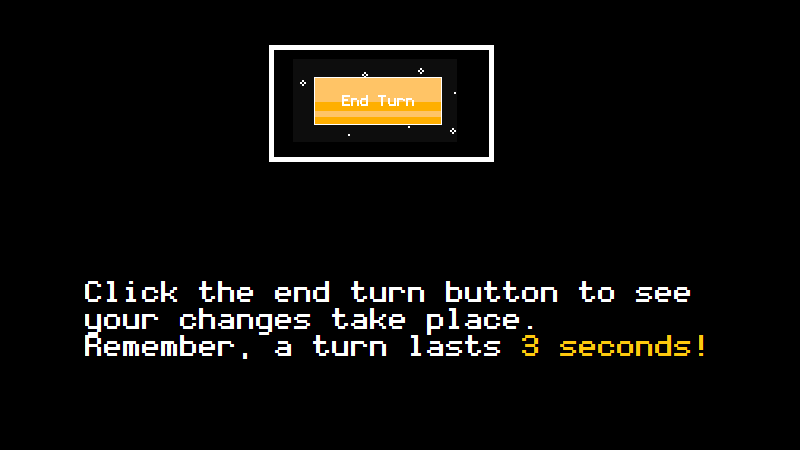 End Turn
Click the end turn button to see
your changes take place.
Remember, a turn lasts 3 seconds!